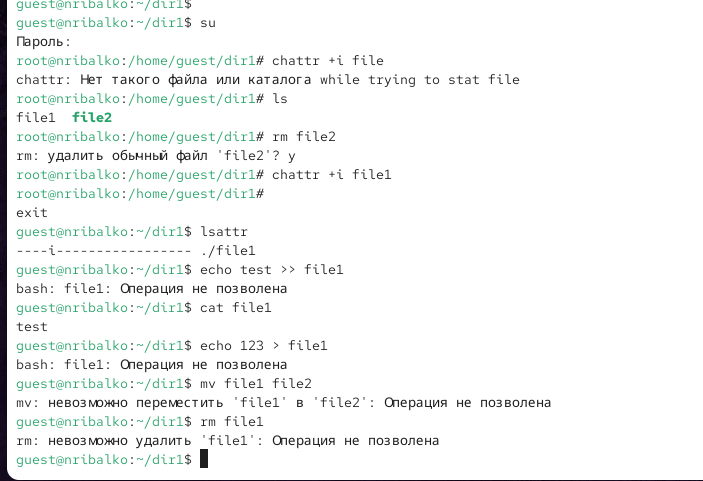 guest@nribalko:~/dir1$
guest@nribalko:~/dir1$ su
Пароль:
root@nribalko:/home/guest/dir1# chattr +i file
chattr: Нет такого файла или каталога while trying to stat file
root@nribalko:/home/guest/dir1# ls
file1  file2
root@nribalko:/home/guest/dir1# rm file2
rm: удалить обычный файл 'file2'? y
root@nribalko:/home/guest/dir1# chattr +i file1
root@nribalko:/home/guest/dir1#
exit
guest@nribalko:~/dir1$ lsattr
----i----------------- ./file1
guest@nribalko:~/dir1$ echo test >> file1
bash: file1: Операция не позволена
guest@nribalko:~/dir1$ cat file1
test
guest@nribalko:~/dir1$ echo 123 > file1
bash: file1: Операция не позволена
guest@nribalko:~/dir1$ mv file1 file2
mv: невозможно переместить 'file1' в 'file2': Операция не позволена
guest@nribalko:~/dir1$ rm file1
rm: невозможно удалить 'file1': Операция не позволена
guest@nribalko:~/dir1$